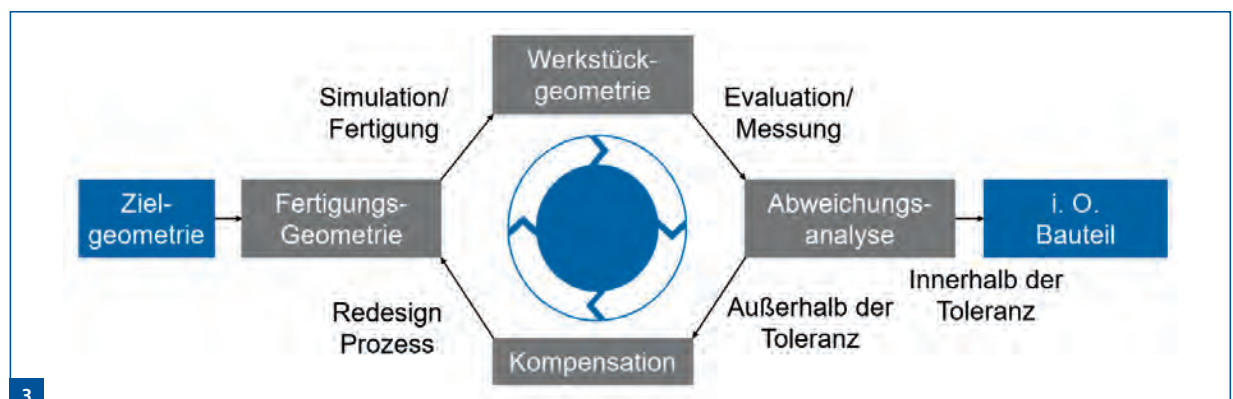 Werkstück-
geometrie
Simulation/
Fertigung
Evaluation/
Messung
Ziel-
geometrie
Fertigungs-
Geometrie
Abweichungs-
analyse
i. O.
Bauteil
Innerhalb der
Toleranz
Redesign
Prozess
Außerhalb der
Toleranz
Kompensation
3